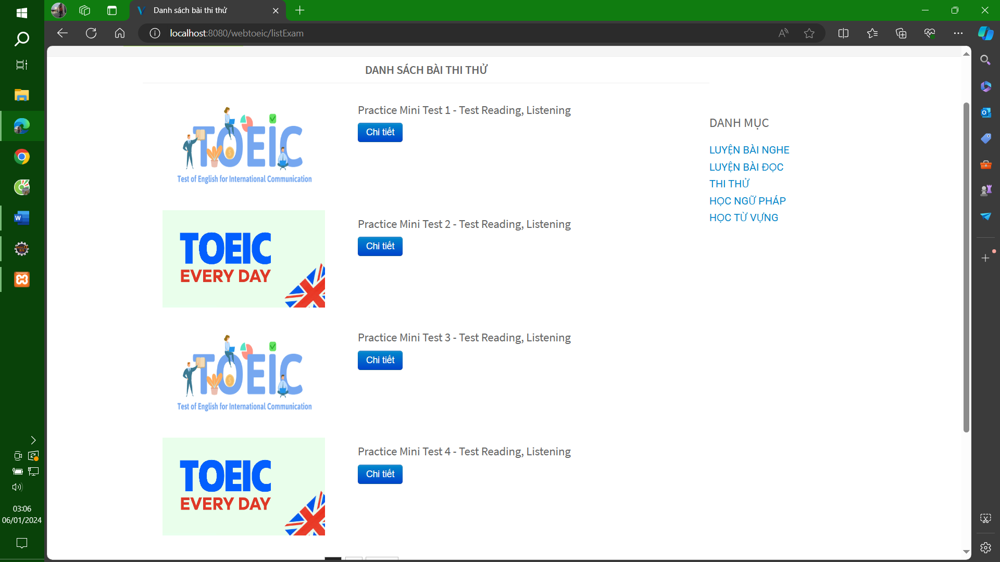 Danh sách bài thi thử
localhost:8080/webtoeic/listExam
DANH SÁCH BÀI THI THỬ
TOEIC
Test of English for International Communication
Practice Mini Test 1 - Test Reading, Listening
Chi tiết
TOEIC
EVERY DAY
Practice Mini Test 2 - Test Reading, Listening
Chi tiết
TOEIC
Test of English for International Communication
Practice Mini Test 3 - Test Reading, Listening
Chi tiết
TOEIC
EVERY DAY
Practice Mini Test 4 - Test Reading, Listening
Chi tiết
DANH MỤC
LUYỆN BÀI NGHE
LUYỆN BÀI ĐỌC
THI THỬ
HỌC NGỮ PHÁP
HỌC TỪ VỰNG
03:06
06/01/2024